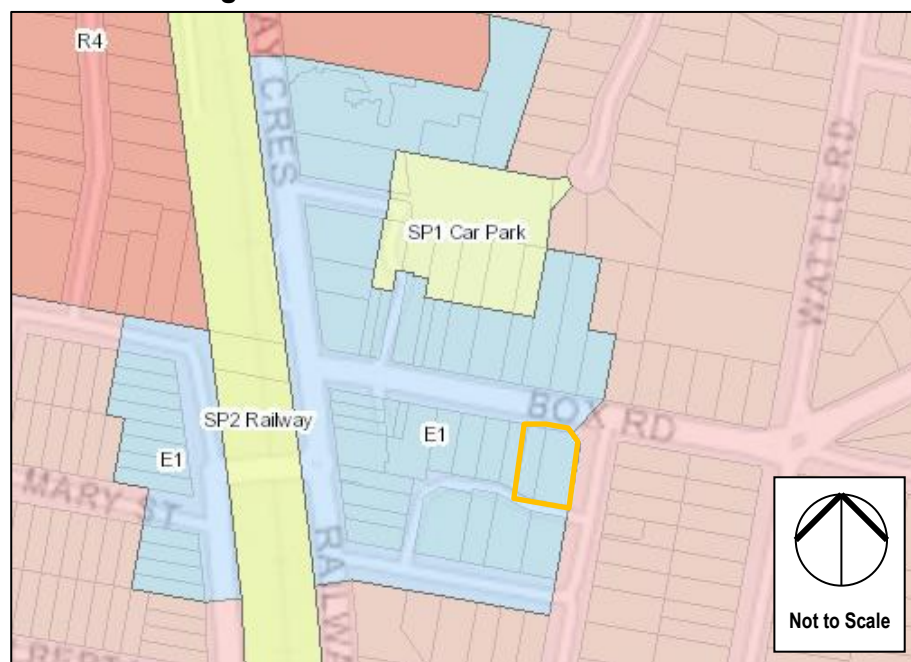 R4
AY CRES
WATTLE RD
SP1 Car Park
BOX RD
SP2 Railway
E1
E1
MARY ST
RAILW
Not to Scale